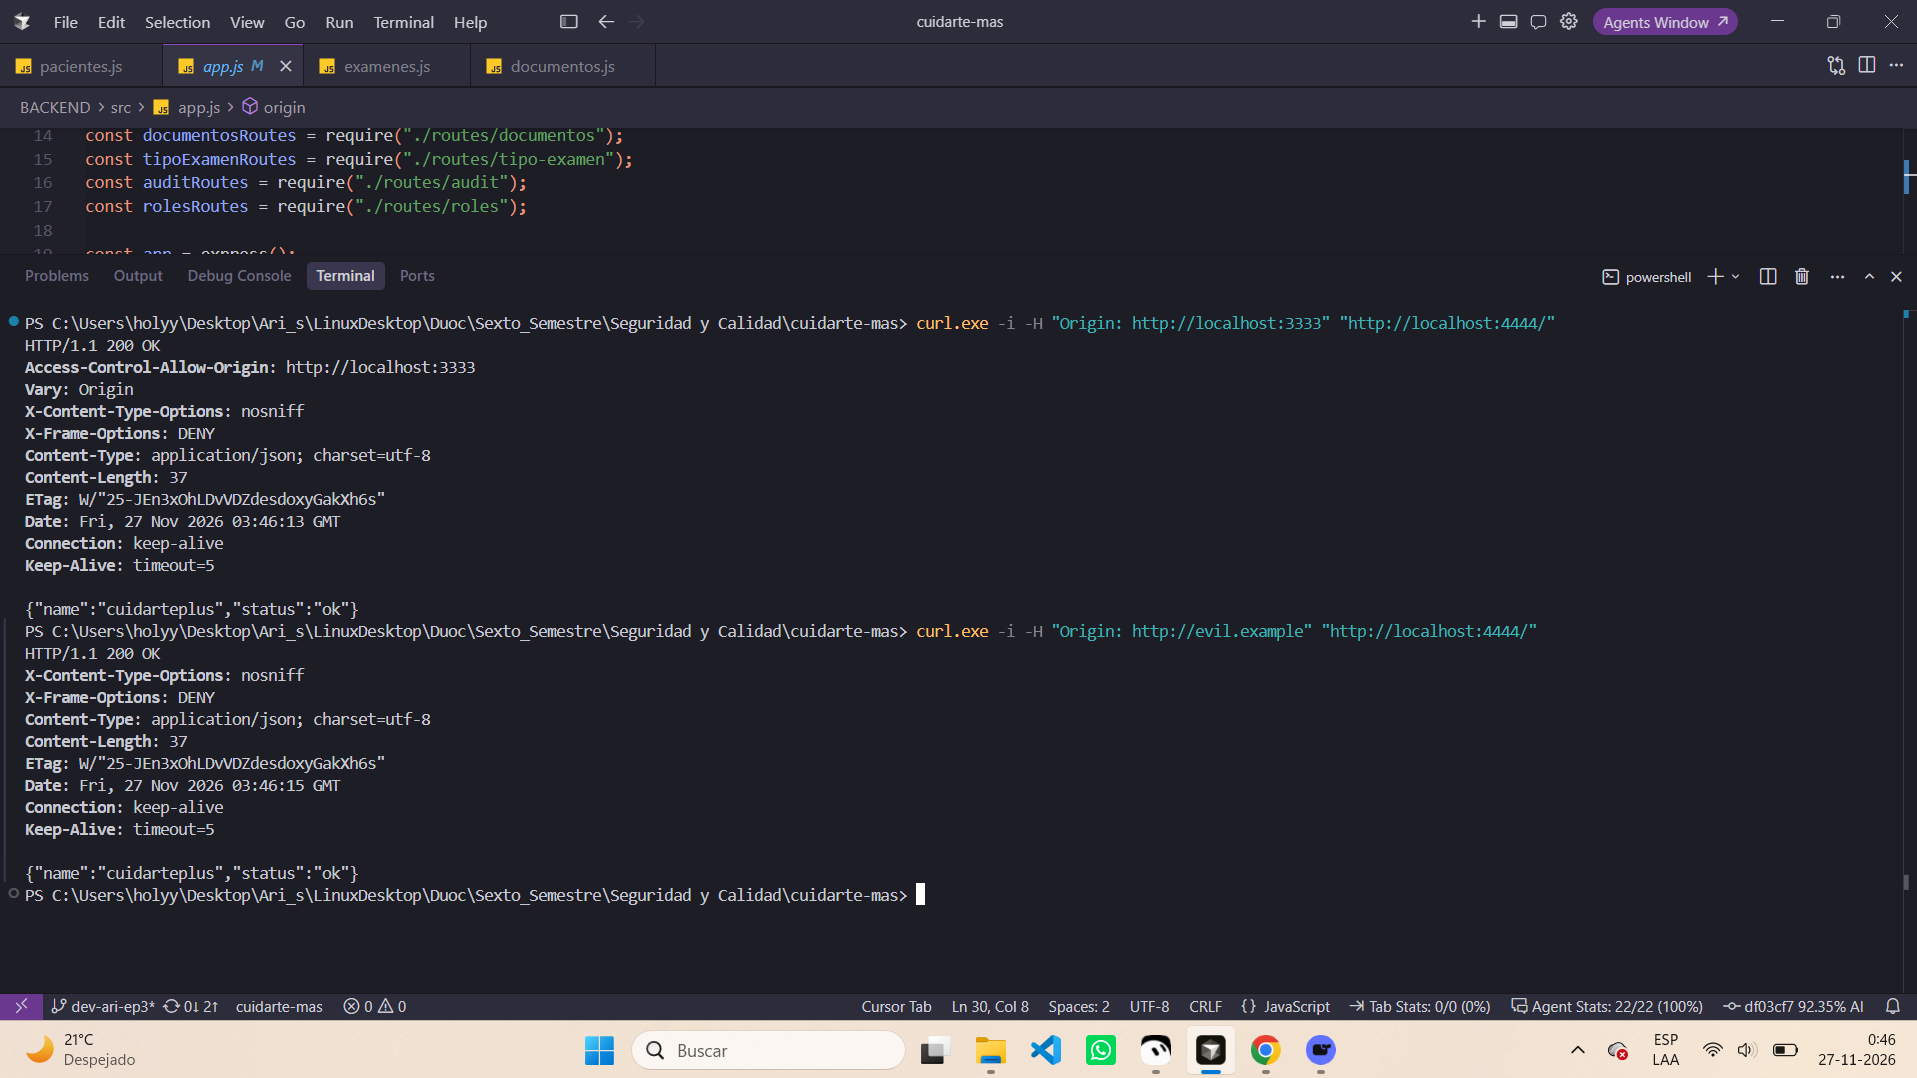 File Edit Selection View Go Run Terminal Help
cuidarte-mas
Agents Window
pacientes.js
app.js M
examenes.js
documentos.js
BACKEND > src > app.js > origin
14 const documentosRoutes = require("./routes/documentos");
15 const tipoExamenRoutes = require("./routes/tipo-examen");
16 const auditRoutes = require("./routes/audit");
17 const rolesRoutes = require("./routes/roles");
18
19 const app = express();
Problems Output Debug Console Terminal Ports
powershell
PS C:\Users\holyy\Desktop\Ari_s\LinuxDesktop\Duoc\Sexto_Semestre\Seguridad y Calidad\cuidarte-mas> curl.exe -i -H "Origin: http://localhost:3333" "http://localhost:4444/"
HTTP/1.1 200 OK
Access-Control-Allow-Origin: http://localhost:3333
Vary: Origin
X-Content-Type-Options: nosniff
X-Frame-Options: DENY
Content-Type: application/json; charset=utf-8
Content-Length: 37
ETag: W/"25-JEn3xOhLDvVDZdesdoxyGakXh6s"
Date: Fri, 27 Nov 2026 03:46:13 GMT
Connection: keep-alive
Keep-Alive: timeout=5
{"name":"cuidarteplus","status":"ok"}
PS C:\Users\holyy\Desktop\Ari_s\LinuxDesktop\Duoc\Sexto_Semestre\Seguridad y Calidad\cuidarte-mas> curl.exe -i -H "Origin: http://evil.example" "http://localhost:4444/"
HTTP/1.1 200 OK
X-Content-Type-Options: nosniff
X-Frame-Options: DENY
Content-Type: application/json; charset=utf-8
Content-Length: 37
ETag: W/"25-JEn3xOhLDvVDZdesdoxyGakXh6s"
Date: Fri, 27 Nov 2026 03:46:15 GMT
Connection: keep-alive
Keep-Alive: timeout=5
{"name":"cuidarteplus","status":"ok"}
PS C:\Users\holyy\Desktop\Ari_s\LinuxDesktop\Duoc\Sexto_Semestre\Seguridad y Calidad\cuidarte-mas>
dev-ari-ep3* 0↓ 2↑ cuidarte-mas 0 0
Cursor Tab Ln 30, Col 8 Spaces: 2 UTF-8 CRLF {} JavaScript Tab Stats: 0/0 (0%) Agent Stats: 22/22 (100%) df03cf7 92.35% AI
21°C
Despejado
Buscar
ESP
LAA
0:46
27-11-2026